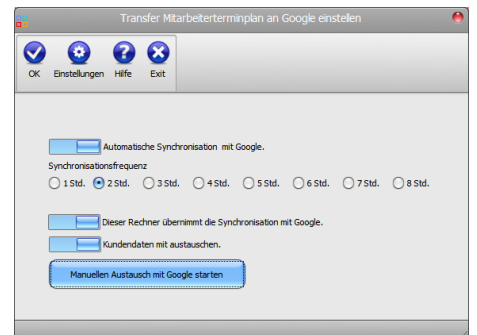 Transfer Mitarbeiterterminplan an Google einstellen
OK Einstellungen Hilfe Exit
Automatische Synchronisation mit Google.
Synchronisationsfrequenz
1 Std. 2 Std. 3 Std. 4 Std. 5 Std. 6 Std. 7 Std. 8 Std.
Dieser Rechner übernimmt die Synchronisation mit Google.
Kundendaten mit austauschen.
Manuellen Austausch mit Google starten